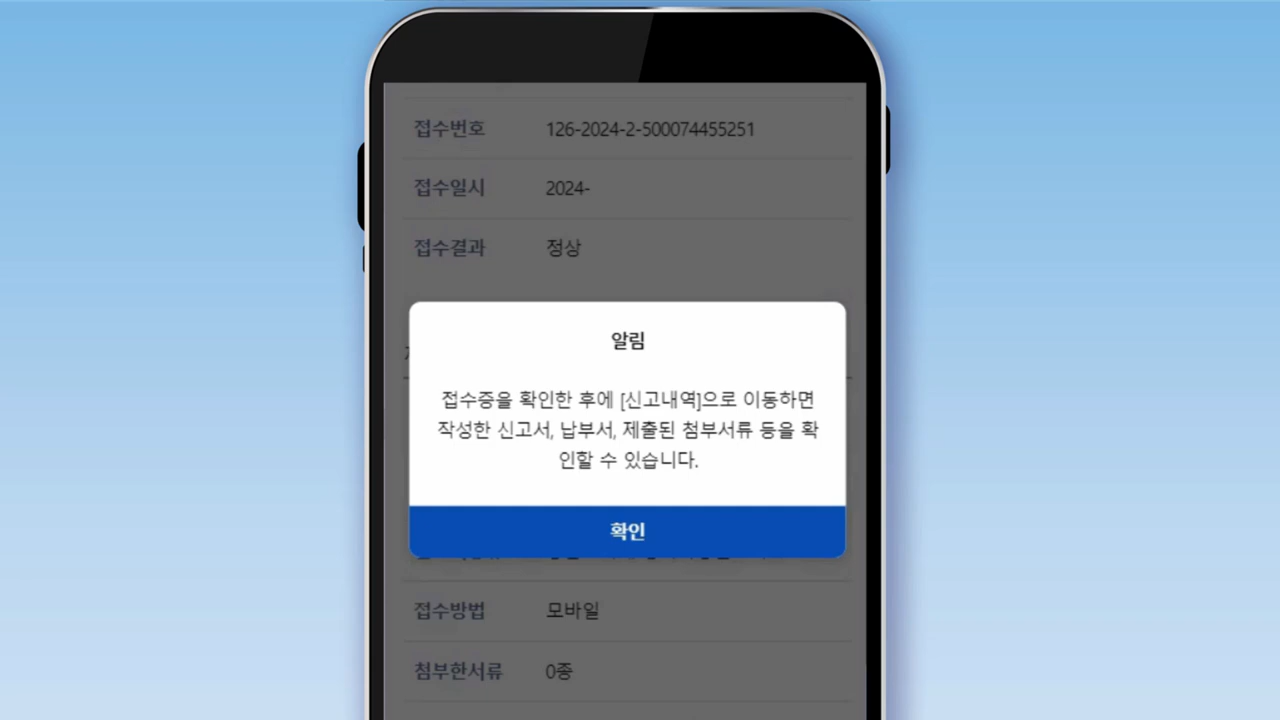 접수번호 126-2024-2-500074455251
접수일시 2024-
접수결과 정상
알림
접수증을 확인한 후에 [신고내역]으로 이동하면
작성한 신고서, 납부서, 제출된 첨부서류 등을 확
인할 수 있습니다.
확인
접수방법 모바일
첨부한서류 0종